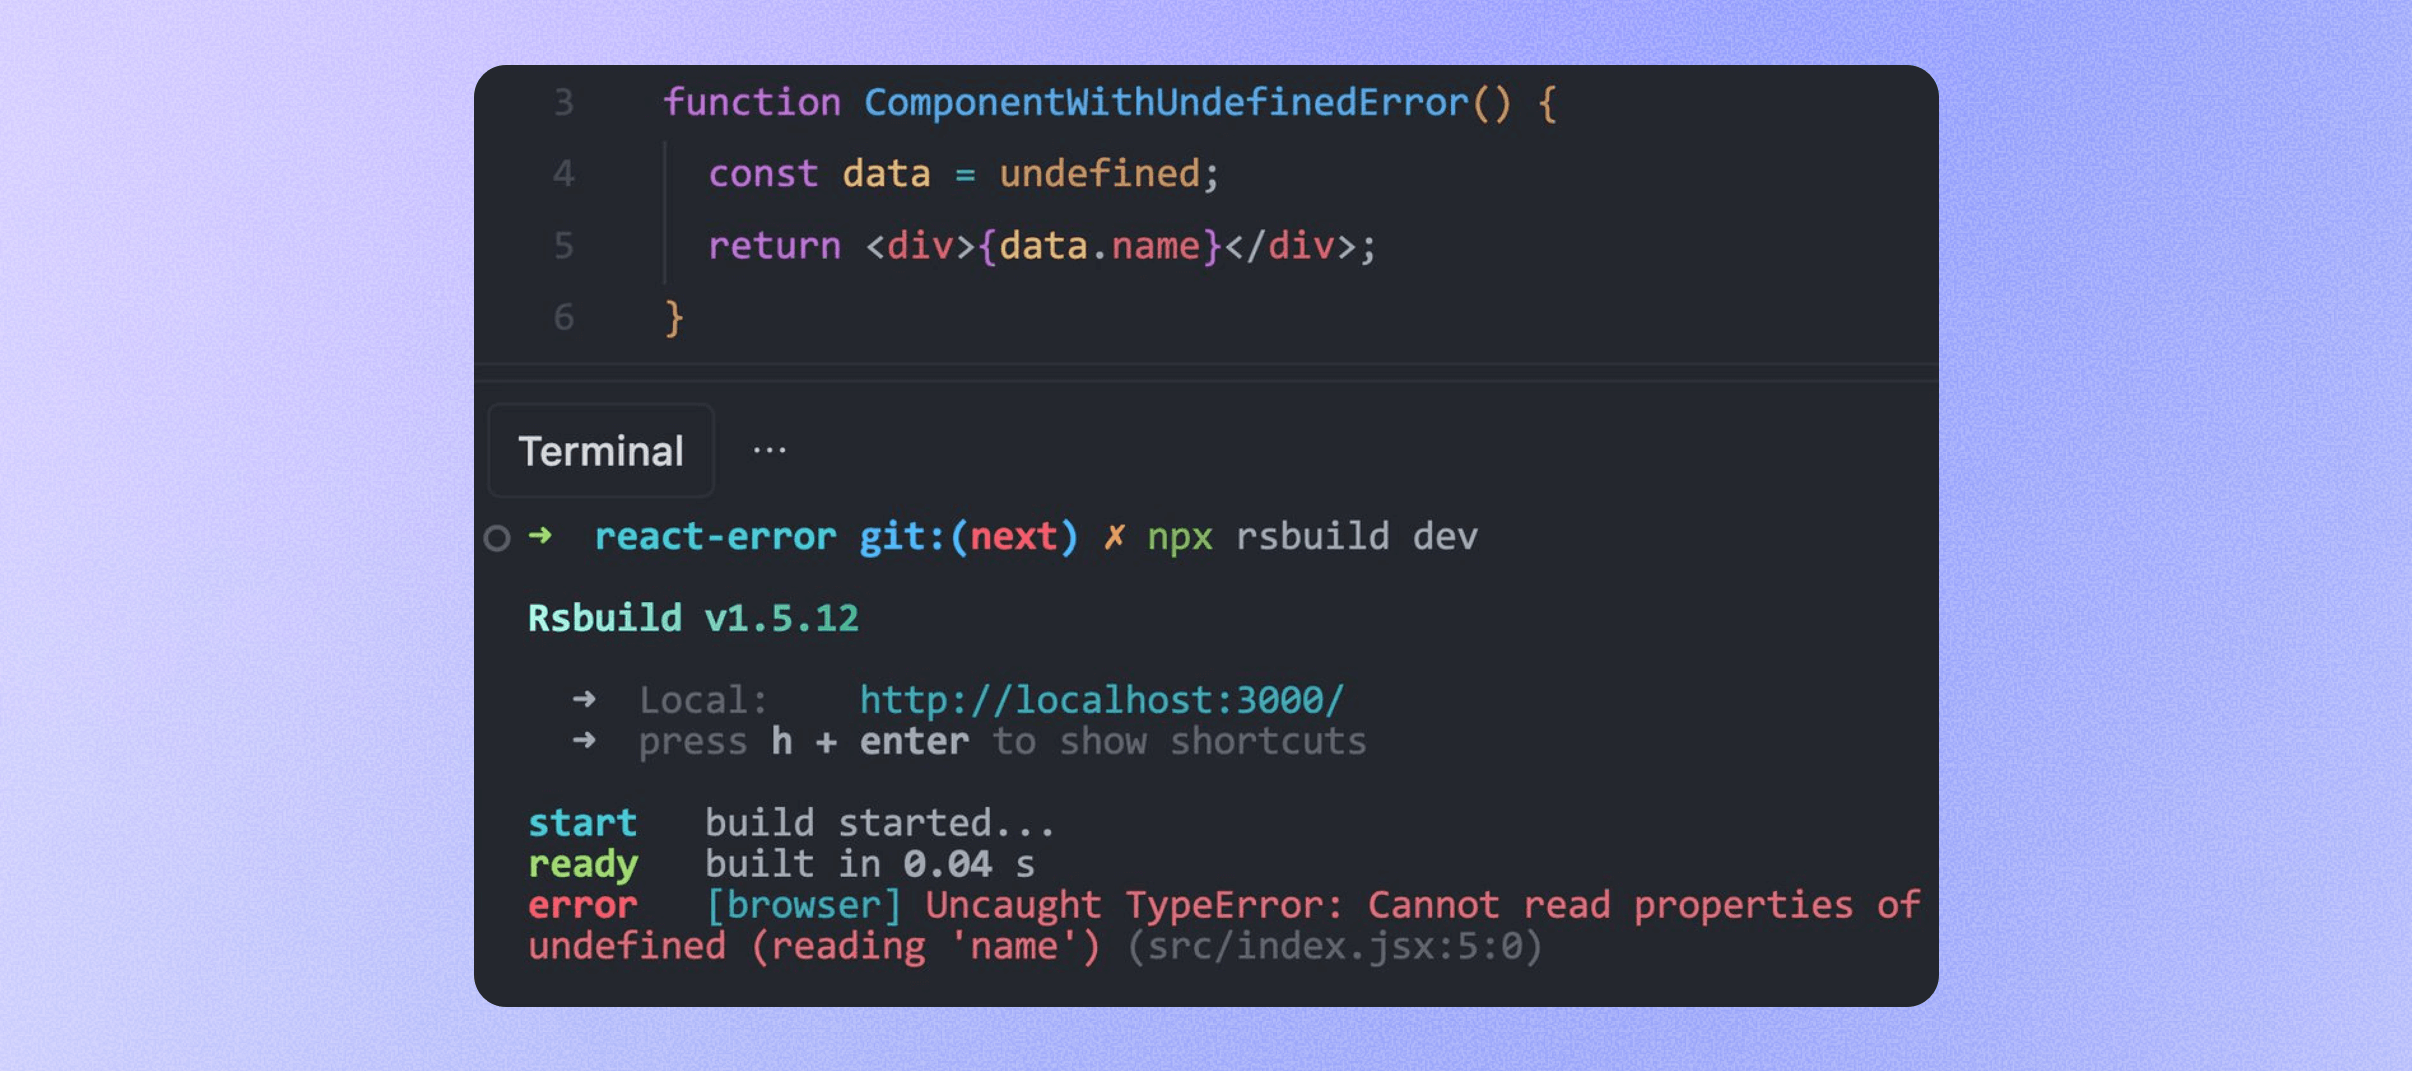 3 function ComponentWithUndefinedError() {
4 const data = undefined;
5 return <div>{data.name}</div>;
6 }
Terminal ...
➜ react-error git:(next) ✗ npx rsbuild dev
Rsbuild v1.5.12
➜ Local: http://localhost:3000/
➜ press h + enter to show shortcuts
start build started...
ready built in 0.04 s
error [browser] Uncaught TypeError: Cannot read properties of
undefined (reading 'name') (src/index.jsx:5:0)